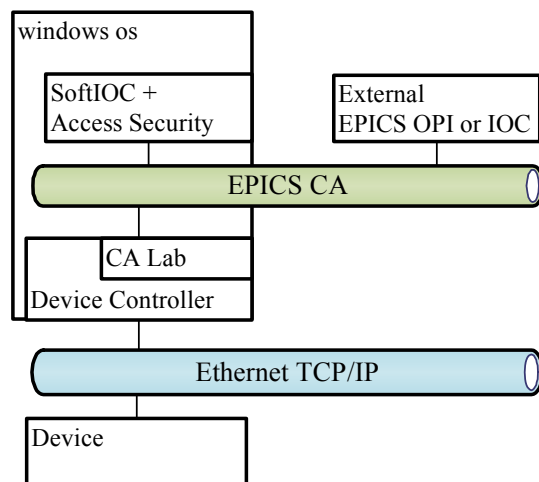 windows os
SoftIOC +
Access Security
External
EPICS OPI or IOC
EPICS CA
CA Lab
Device Controller
Ethernet TCP/IP
Device